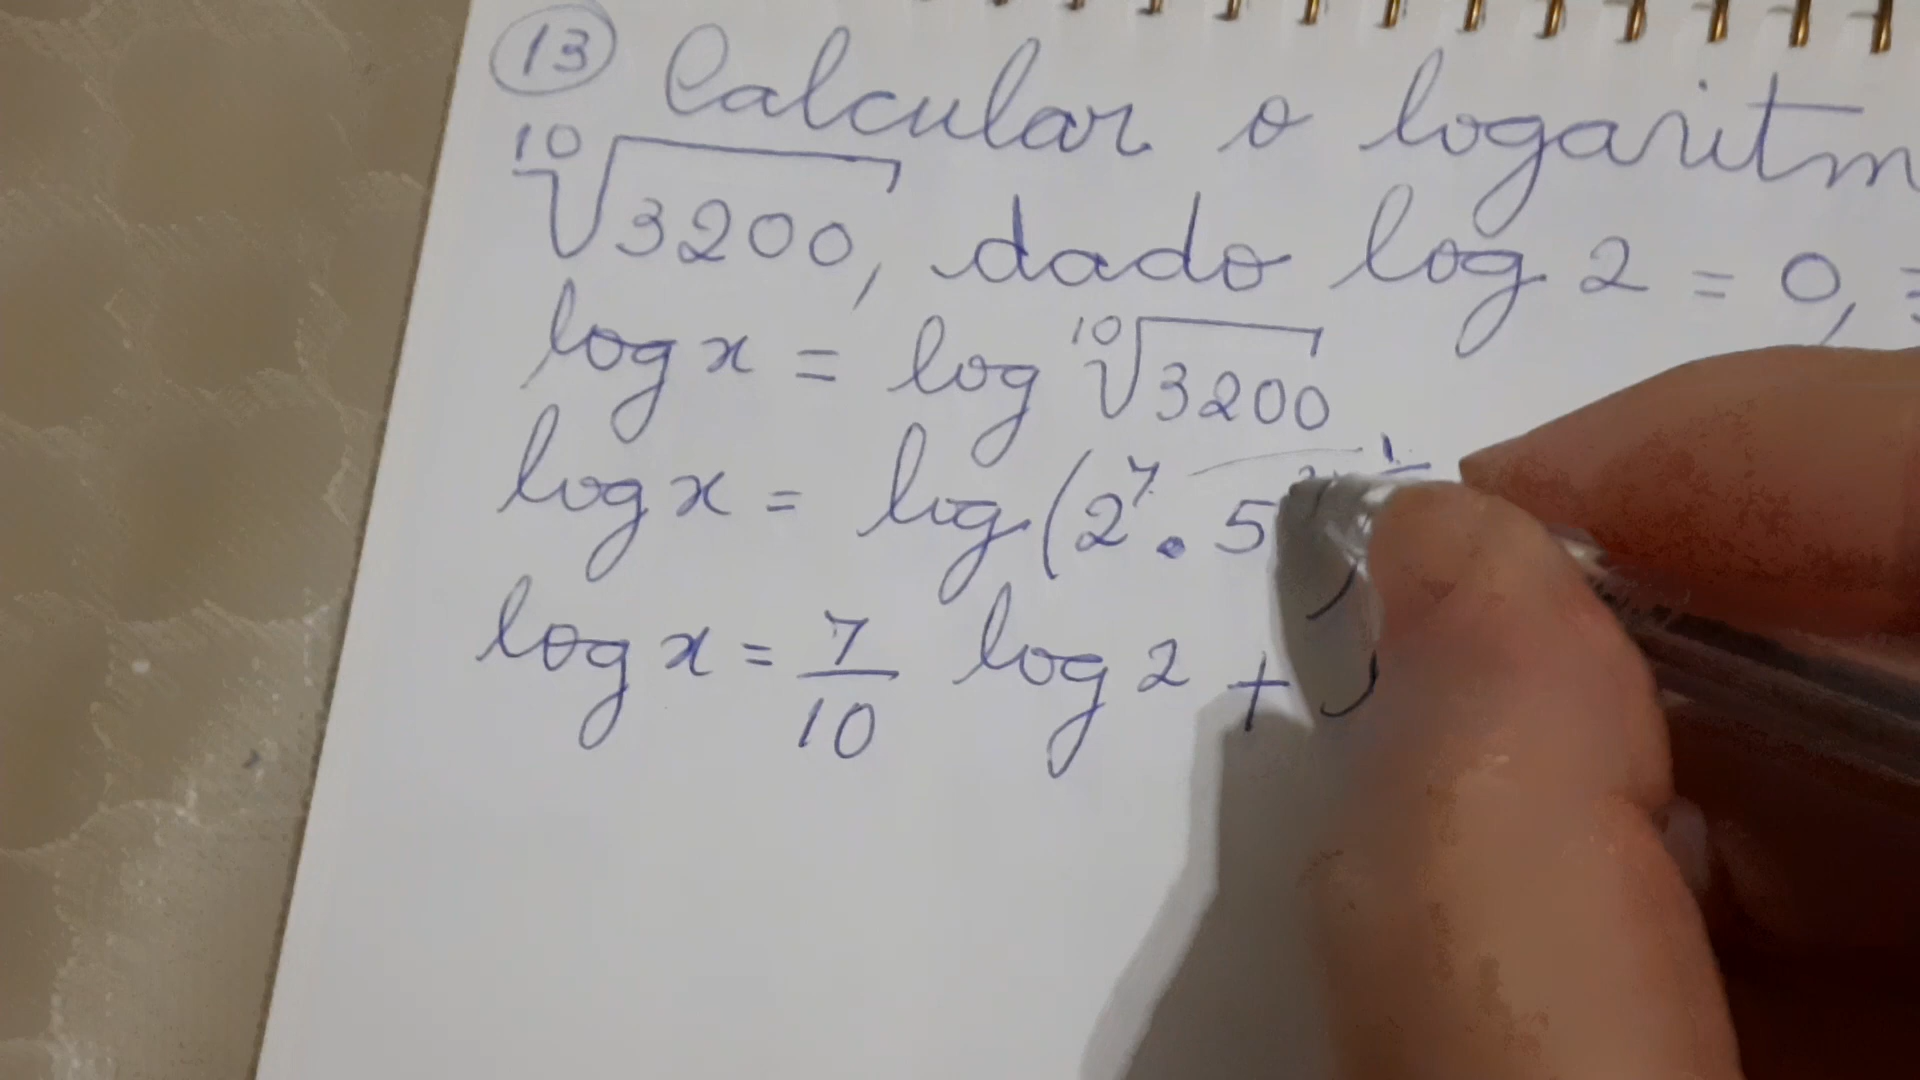 13 Calcular o logaritm
¹⁰√3200, dado log 2 = 0,
log x = log ¹⁰√3200
log x = log (2⁷ . 5
log x = 7/10 log 2 +